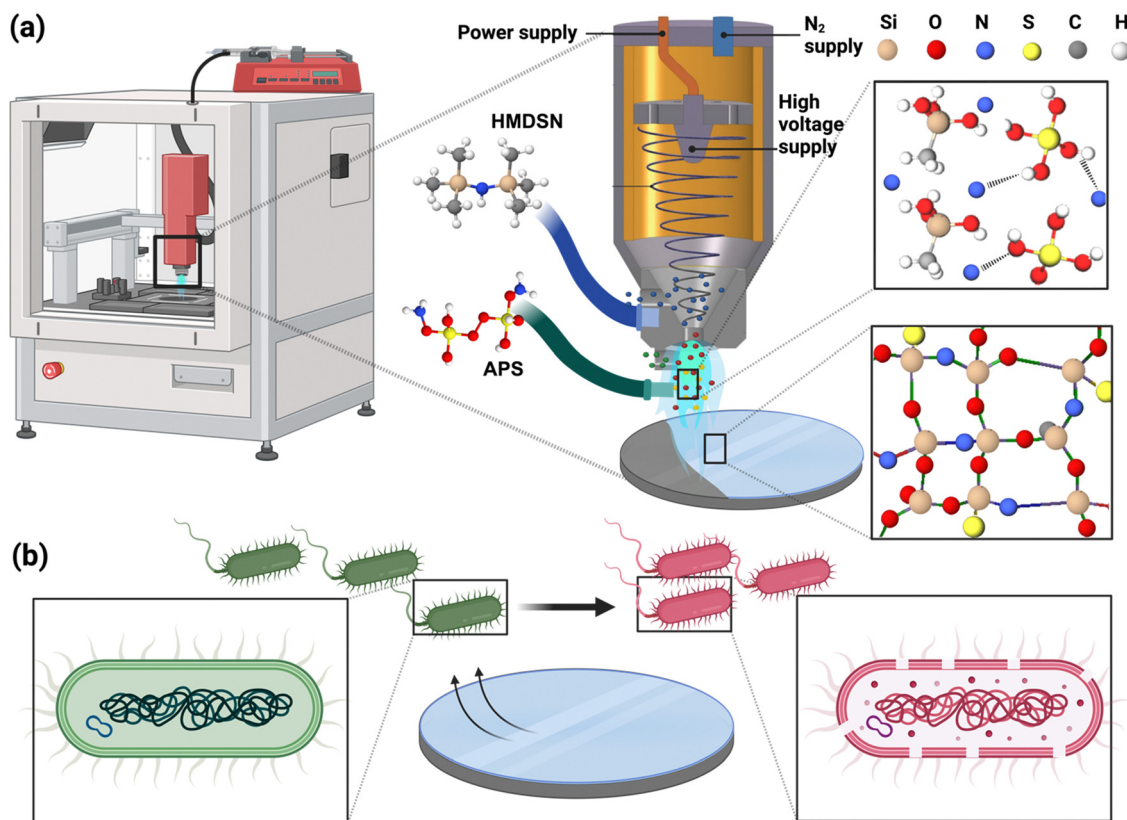 (a)
Power supply
N₂
supply
Si O N S C H
High
voltage
supply
HMDSN
APS
(b)